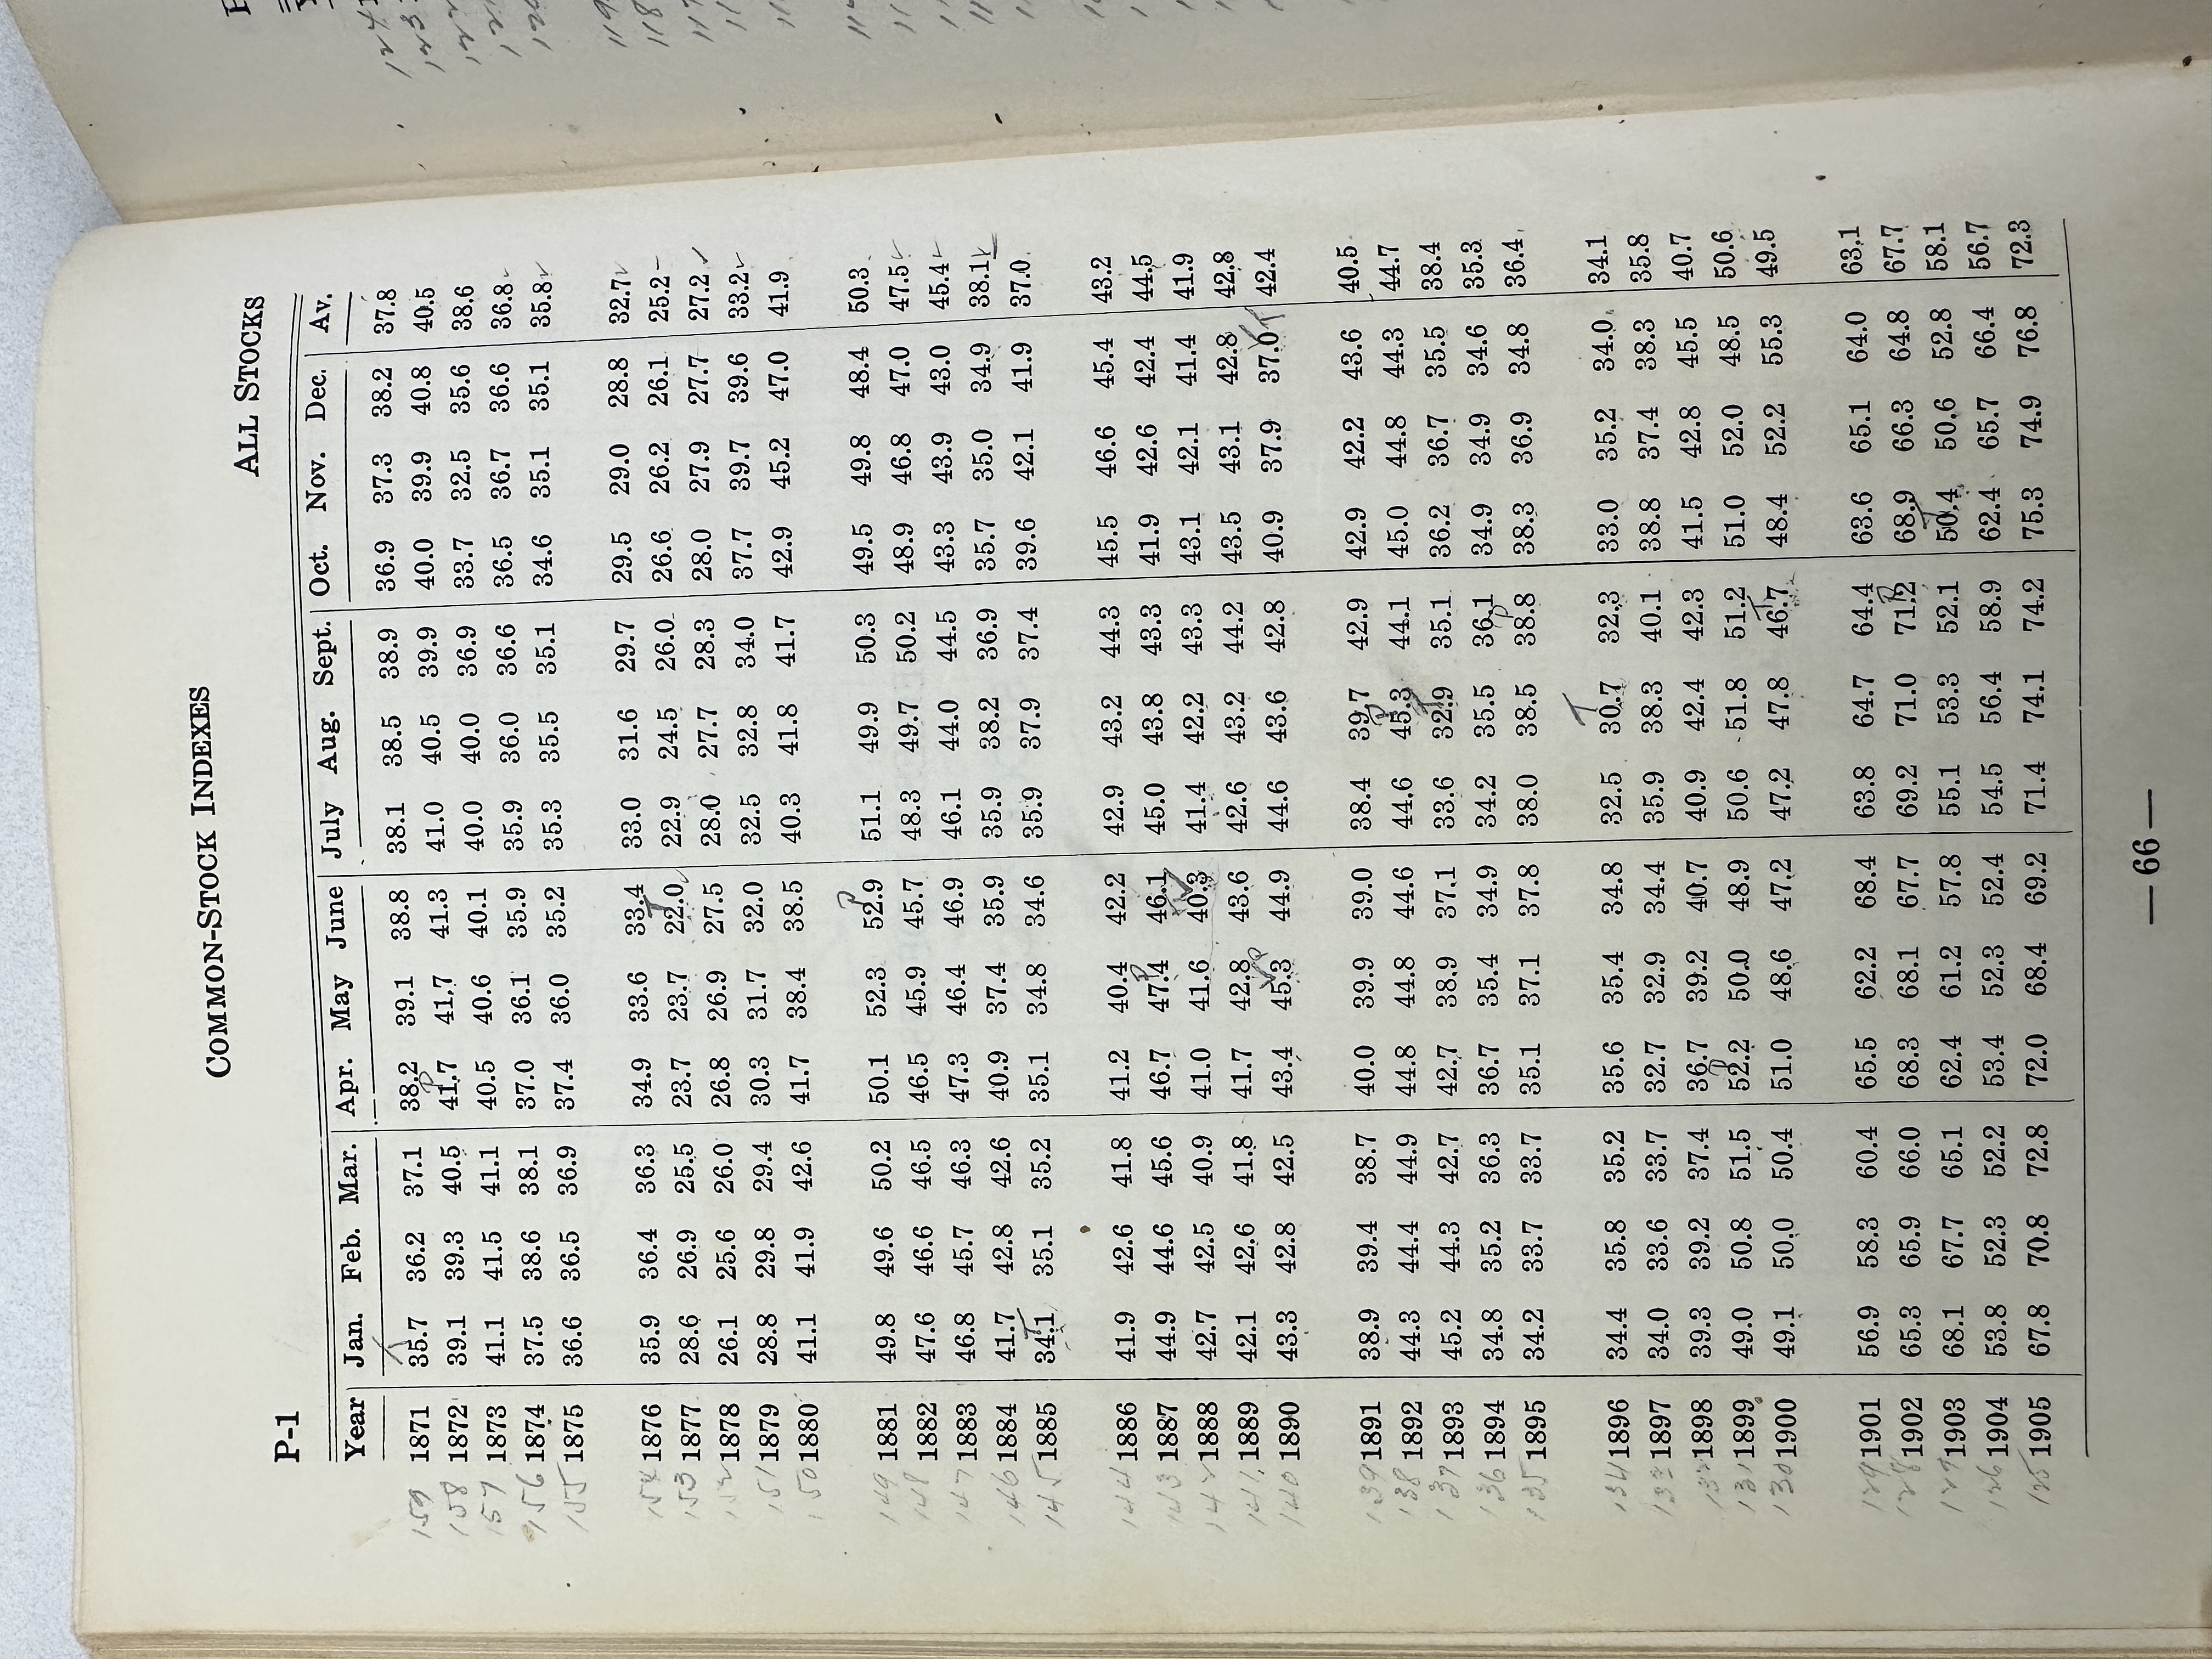 COMMON-STOCK INDEXES
ALL STOCKS
P-1
Year Jan. Feb. Mar. Apr. May June July Aug. Sept. Oct. Nov. Dec. Av.
T
159 1871 35.7 36.2 37.1 38.2 39.1 38.8 38.1 38.5 38.9 36.9 37.3 38.2 37.8
P
158 1872 39.1 39.3 40.5 41.7 41.7 41.3 41.0 40.5 39.9 40.0 39.9 40.8 40.5
157 1873 41.1 41.5 41.1 40.5 40.6 40.1 40.0 40.0 36.9 33.7 32.5 35.6 38.6
156 1874 37.5 38.6 38.1 37.0 36.1 35.9 35.9 36.0 36.6 36.5 36.7 36.6 36.8
155 1875 36.6 36.5 36.9 37.4 36.0 35.2 35.3 35.5 35.1 34.6 35.1 35.1 35.8
154 1876 35.9 36.4 36.3 34.9 33.6 33.4 33.0 31.6 29.7 29.5 29.0 28.8 32.7
T
153 1877 28.6 26.9 25.5 23.7 23.7 22.0 22.9 24.5 26.0 26.6 26.2 26.1 25.2
152 1878 26.1 25.6 26.0 26.8 26.9 27.5 28.0 27.7 28.3 28.0 27.9 27.7 27.2
151 1879 28.8 29.8 29.4 30.3 31.7 32.0 32.5 32.8 34.0 37.7 39.7 39.6 33.2
150 1880 41.1 41.9 42.6 41.7 38.4 38.5 40.3 41.8 41.7 42.9 45.2 47.0 41.9
P
149 1881 49.8 49.6 50.2 50.1 52.3 52.9 51.1 49.9 50.3 49.5 49.8 48.4 50.3
148 1882 47.6 46.6 46.5 46.5 45.9 45.7 48.3 49.7 50.2 48.9 46.8 47.0 47.5
147 1883 46.8 45.7 46.3 47.3 46.4 46.9 46.1 44.0 44.5 43.3 43.9 43.0 45.4
146 1884 41.7 42.8 42.6 40.9 37.4 35.9 35.9 38.2 36.9 35.7 35.0 34.9 38.1
T
145 1885 34.1 35.1 35.2 35.1 34.8 34.6 35.9 37.9 37.4 39.6 42.1 41.9 37.0
144 1886 41.9 42.6 41.8 41.2 40.4 42.2 42.9 43.2 44.3 45.5 46.6 45.4 43.2
P
143 1887 44.9 44.6 45.6 46.7 47.4 46.1 45.0 43.8 43.3 41.9 42.6 42.4 44.5
142 1888 42.7 42.5 40.9 41.0 41.6 40.3 41.4 42.2 43.3 43.1 42.1 41.4 41.9
141 1889 42.1 42.6 41.8 41.7 42.8 43.6 42.6 43.2 44.2 43.5 43.1 42.8 42.8
P
140 1890 43.3 42.8 42.5 43.4 45.3 44.9 44.6 43.6 42.8 40.9 37.9 37.0 T 42.4
139 1891 38.9 39.4 38.7 40.0 39.9 39.0 38.4 39.7 42.9 42.9 42.2 43.6 40.5
P
138 1892 44.3 44.4 44.9 44.8 44.8 44.6 44.6 45.3 44.1 45.0 44.8 44.3 44.7
T
137 1893 45.2 44.3 42.7 42.7 38.9 37.1 33.6 32.9 35.1 36.2 36.7 35.5 38.4
136 1894 34.8 35.2 36.3 36.7 35.4 34.9 34.2 35.5 36.1 34.9 34.9 34.6 35.3
P
135 1895 34.2 33.7 33.7 35.1 37.1 37.8 38.0 38.5 38.8 38.3 36.9 34.8 36.4
T
134 1896 34.4 35.8 35.2 35.6 35.4 34.8 32.5 30.7 32.3 33.0 35.2 34.0 34.1
133 1897 34.0 33.6 33.7 32.7 32.9 34.4 35.9 38.3 40.1 38.8 37.4 38.3 35.8
132 1898 39.3 39.2 37.4 36.7 39.2 40.7 40.9 42.4 42.3 41.5 42.8 45.5 40.7
P
131 1899 49.0 50.8 51.5 52.2 50.0 48.9 50.6 51.8 51.2 51.0 52.0 48.5 50.6
T
130 1900 49.1 50.0 50.4 51.0 48.6 47.2 47.2 47.8 46.7 48.4 52.2 55.3 49.5
129 1901 56.9 58.3 60.4 65.5 62.2 68.4 63.8 64.7 64.4 63.6 65.1 64.0 63.1
P
128 1902 65.3 65.9 66.0 68.3 68.1 67.7 69.2 71.0 71.2 68.9 66.3 64.8 67.7
T
127 1903 68.1 67.7 65.1 62.4 61.2 57.8 55.1 53.3 52.1 50.4 50.6 52.8 58.1
126 1904 53.8 52.3 52.2 53.4 52.3 52.4 54.5 56.4 58.9 62.4 65.7 66.4 56.7
125 1905 67.8 70.8 72.8 72.0 68.4 69.2 71.4 74.1 74.2 75.3 74.9 76.8 72.3
— 66 —